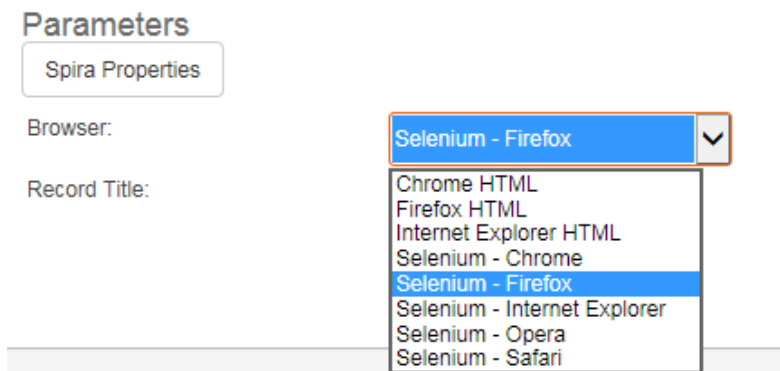 Parameters
Spira Properties
Browser:
Selenium - Firefox
Record Title:
Chrome HTML
Firefox HTML
Internet Explorer HTML
Selenium - Chrome
Selenium - Firefox
Selenium - Internet Explorer
Selenium - Opera
Selenium - Safari